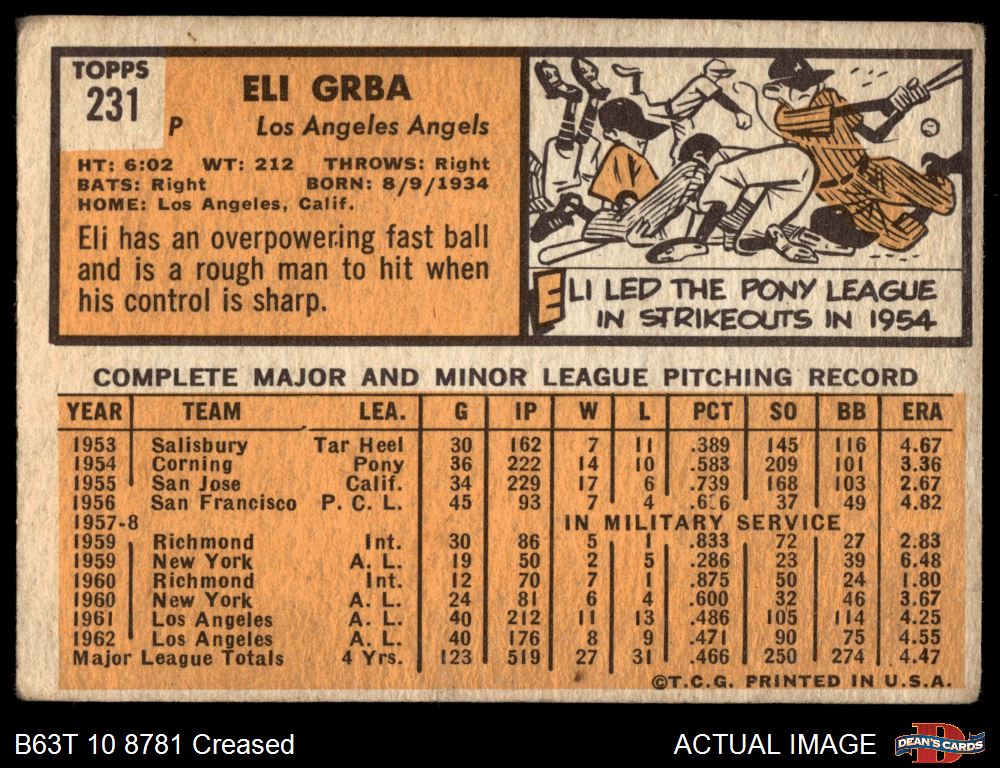 TOPPS
231
P
ELI GRBA
Los Angeles Angels
HT: 6:02 WT: 212 THROWS: Right
BATS: Right BORN: 8/9/1934
HOME: Los Angeles, Calif.
Eli has an overpowering fast ball
and is a rough man to hit when
his control is sharp.
ELI LED THE PONY LEAGUE
IN STRIKEOUTS IN 1954
COMPLETE MAJOR AND MINOR LEAGUE PITCHING RECORD
YEAR TEAM LEA. G IP W L PCT SO BB ERA
1953 Salisbury Tar Heel 30 162 7 11 .389 145 116 4.67
1954 Corning Pony 36 222 14 10 .583 209 101 3.36
1955 San Jose Calif. 34 229 17 6 .739 168 103 2.67
1956 San Francisco P. C. L. 45 93 7 4 .636 37 49 4.82
1957-8 IN MILITARY SERVICE
1959 Richmond Int. 30 86 5 1 .833 72 27 2.83
1959 New York A. L. 19 50 2 5 .286 23 39 6.48
1960 Richmond Int. 12 70 7 1 .875 50 24 1.80
1960 New York A. L. 24 81 6 4 .600 32 46 3.67
1961 Los Angeles A. L. 40 212 11 13 .486 105 114 4.25
1962 Los Angeles A. L. 40 176 8 9 .471 90 75 4.55
Major League Totals 4 Yrs. 123 519 27 31 .466 250 274 4.47
©T.C.G. PRINTED IN U.S.A.
B63T 10 8781 Creased
ACTUAL IMAGE
DEAN'S CARDS